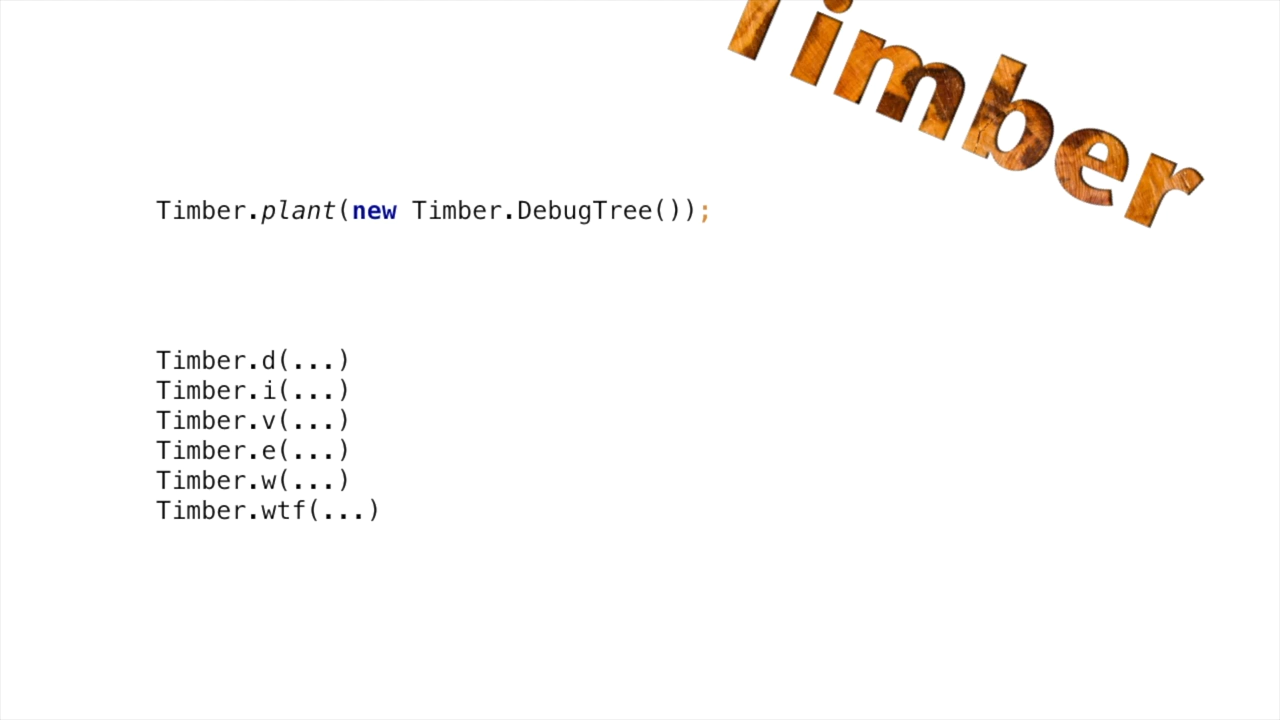 Timber
Timber.plant(new Timber.DebugTree());
Timber.d(...)
Timber.i(...)
Timber.v(...)
Timber.e(...)
Timber.w(...)
Timber.wtf(...)